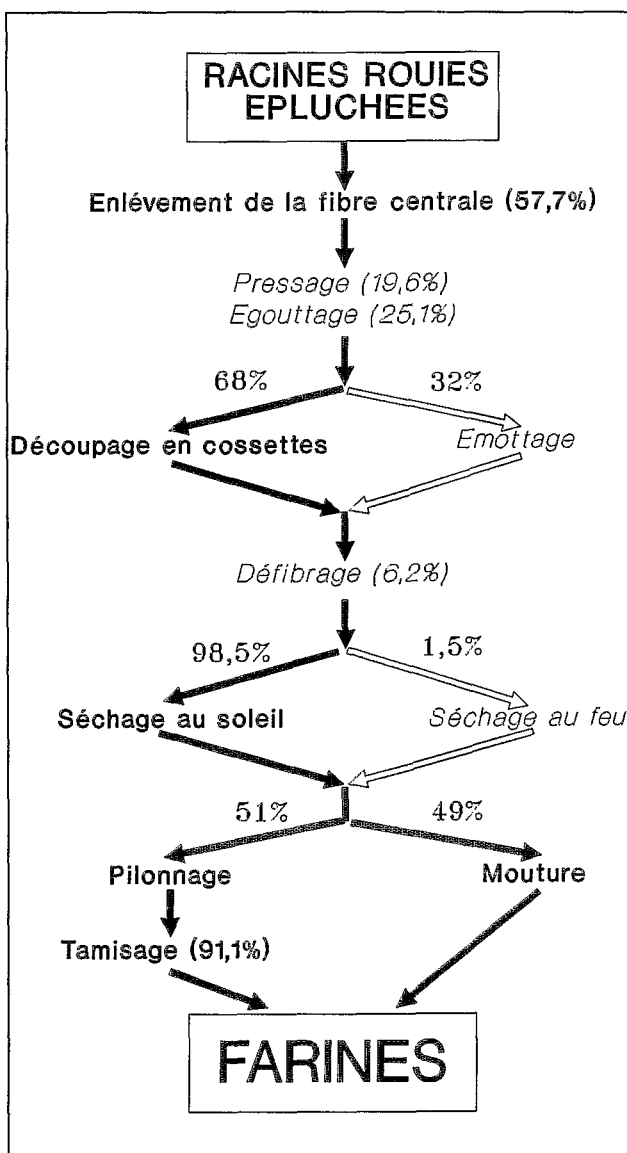 RACINES ROUIES
EPLUCHEES
Enlévement de la fibre centrale (57,7%)
Pressage (19,6%)
Egouttage (25,1%)
68% 32%
Découpage en cossettes Emottage
Défibrage (6,2%)
98,5% 1,5%
Séchage au soleil Séchage au feu
51% 49%
Pilonnage Mouture
Tamisage (91,1%)
FARINES